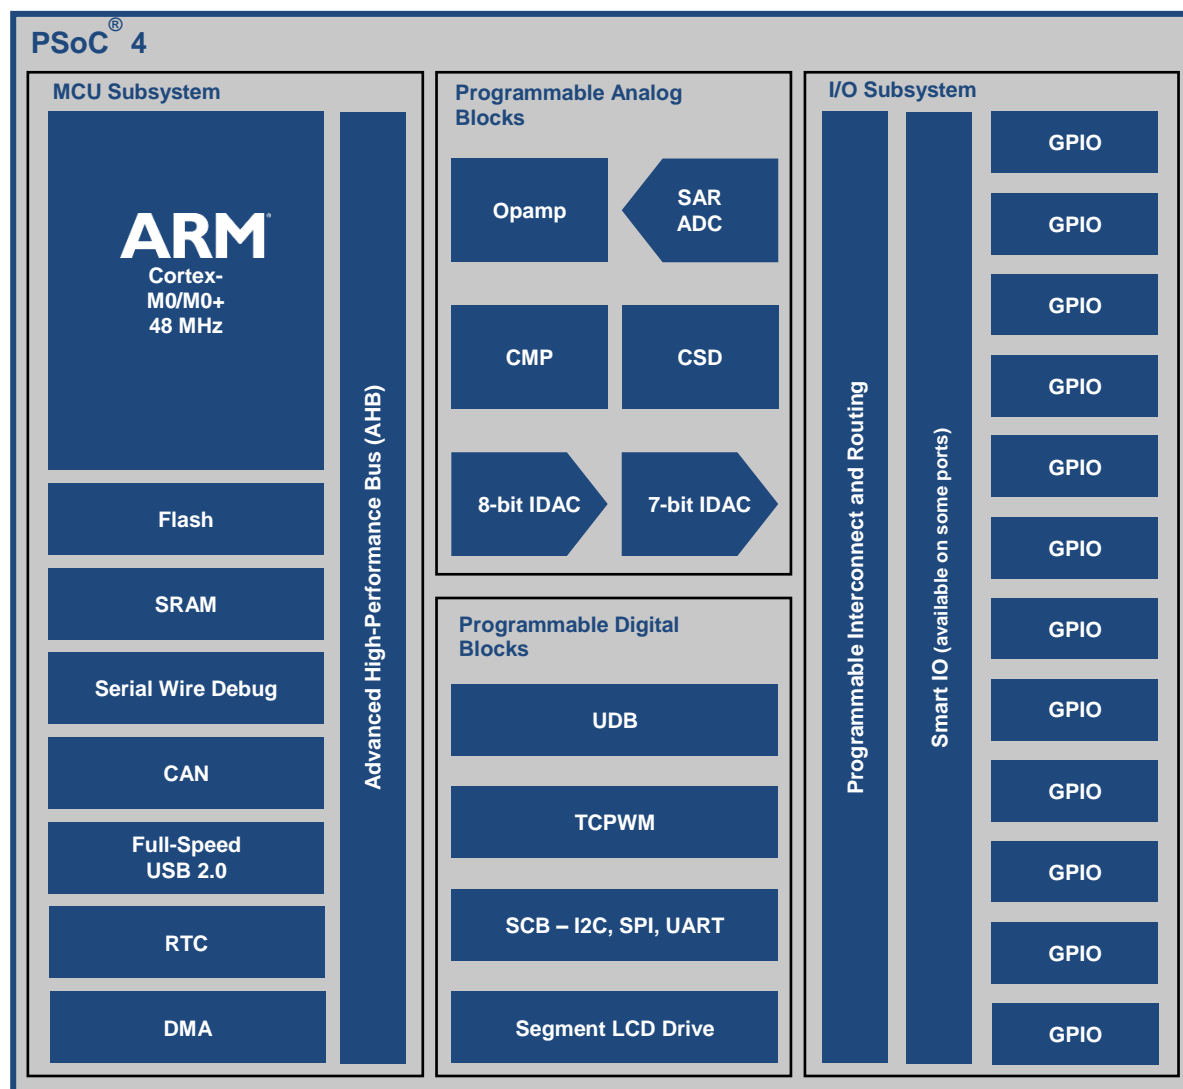 PSoC® 4
MCU Subsystem
ARM®
Cortex-
M0/M0+
48 MHz
Flash
SRAM
Serial Wire Debug
CAN
Full-Speed
USB 2.0
RTC
DMA
Advanced High-Performance Bus (AHB)
Programmable Analog
Blocks
Opamp
SAR
ADC
CMP
CSD
8-bit IDAC
7-bit IDAC
Programmable Digital
Blocks
UDB
TCPWM
SCB – I2C, SPI, UART
Segment LCD Drive
I/O Subsystem
Programmable Interconnect and Routing
Smart IO (available on some ports)
GPIO
GPIO
GPIO
GPIO
GPIO
GPIO
GPIO
GPIO
GPIO
GPIO
GPIO
GPIO